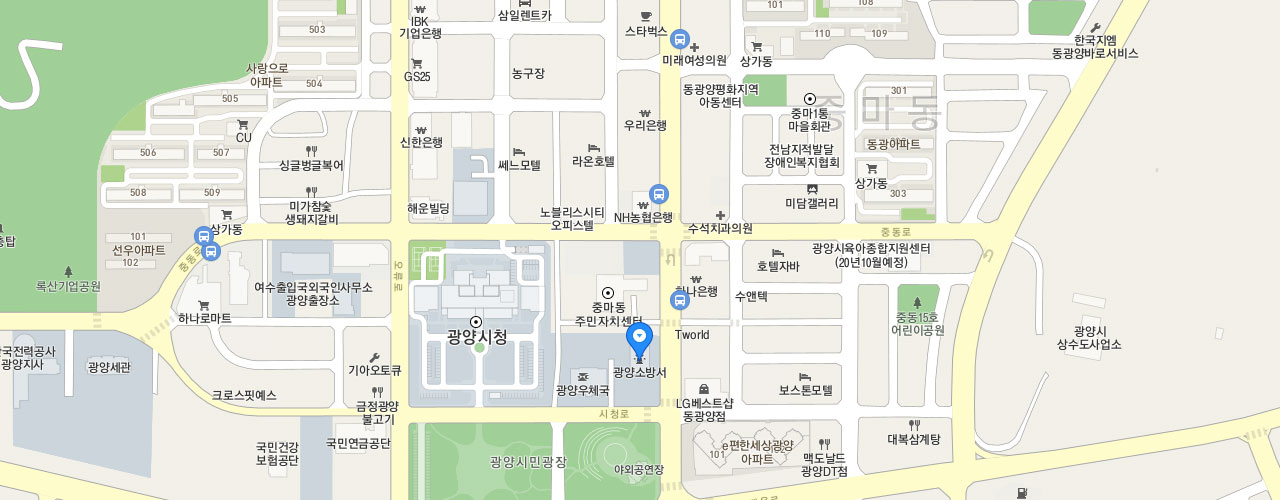 IBK
기업은행
삼일렌트카
스타벅스
미래여성의원
상가동
101
108
110
109
한국지엠
동광양바로서비스
503
사랑으로
아파트
504
505
GS25
농구장
동광양평화지역
아동센터
301
중마1통
마을회관
중마동
우리은행
CU
506
507
싱글벙글복어
신한은행
쎄느모텔
라온호텔
전남지적발달
장애인복지협회
동광아파트
상가동
303
508
509
미가참숯
생돼지갈비
해운빌딩
노블리스시티
오피스텔
NH농협은행
수석치과의원
미담갤러리
상가동
101
선우아파트
102
중동로
중동로
광양시육아종합지원센터
(20년10월예정)
호텔자바
오류로
록산기업공원
여수출입국외국인사무소
광양출장소
하나로마트
중마동
주민자치센터
하나은행
수앤텍
중동15호
어린이공원
광양시청
Tworld
광양시
상수도사업소
광양지사
광양세관
기아오토큐
광양우체국
광양소방서
보스톤모텔
크로스핏예스
금정광양
불고기
시청로
LG베스트샵
동광양점
국민건강
보험공단
국민연금공단
광양시민광장
야외공연장
101
e편한세상광양
아파트
맥도날드
광양DT점
대복삼계탕